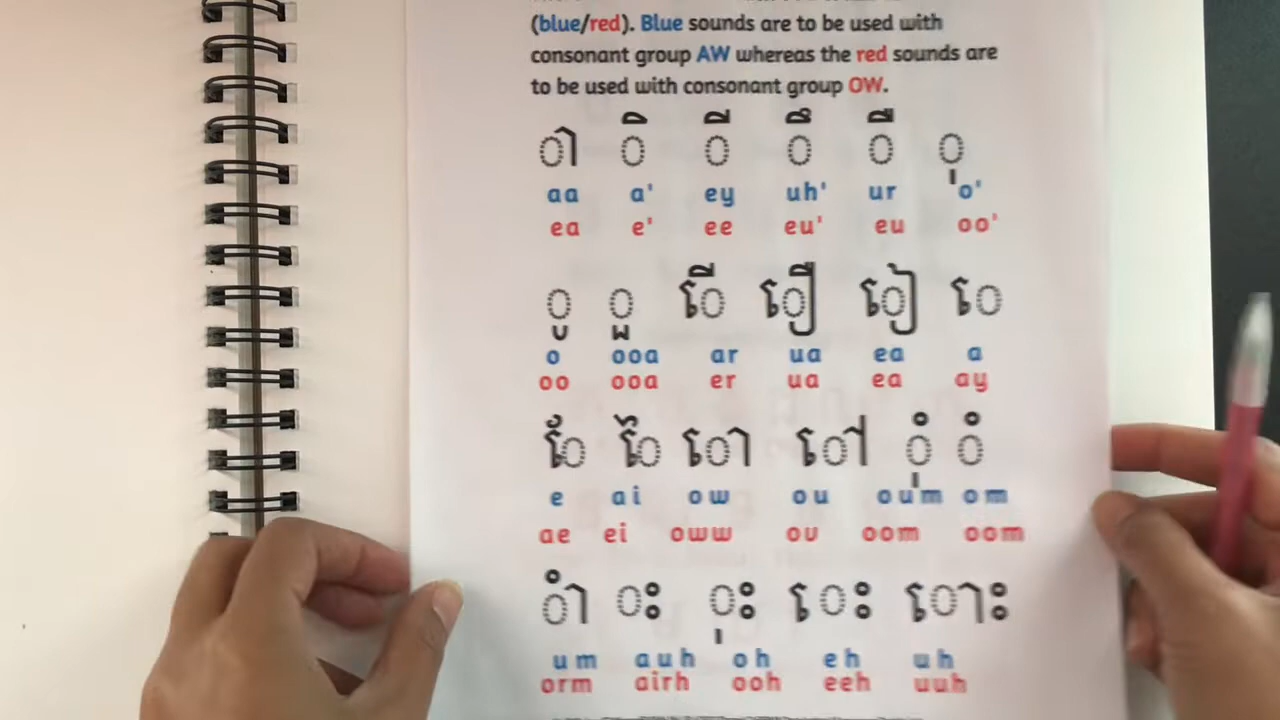 (blue/red). Blue sounds are to be used with
consonant group AW whereas the red sounds are
to be used with consonant group OW.
◌ា ◌ិ ◌ី ◌ឹ ◌ឺ ◌ុ
aa a' ey uh' ur o'
ea e' ee eu' eu oo'
◌ូ ◌ួ ◌ើ ◌ឿ ◌ៀ ◌េ
o ooa ar ua ea a
oo ooa er ua ea ay
◌ែ ◌ៃ ◌ោ ◌ៅ ◌ុំ ◌ំ
e ai ow ou oum om
ae ei oww ov oom oom
◌ាំ ◌ះ ◌ុះ ◌េះ ◌ោះ
um auh oh eh uh
orm airh ooh eeh uuh